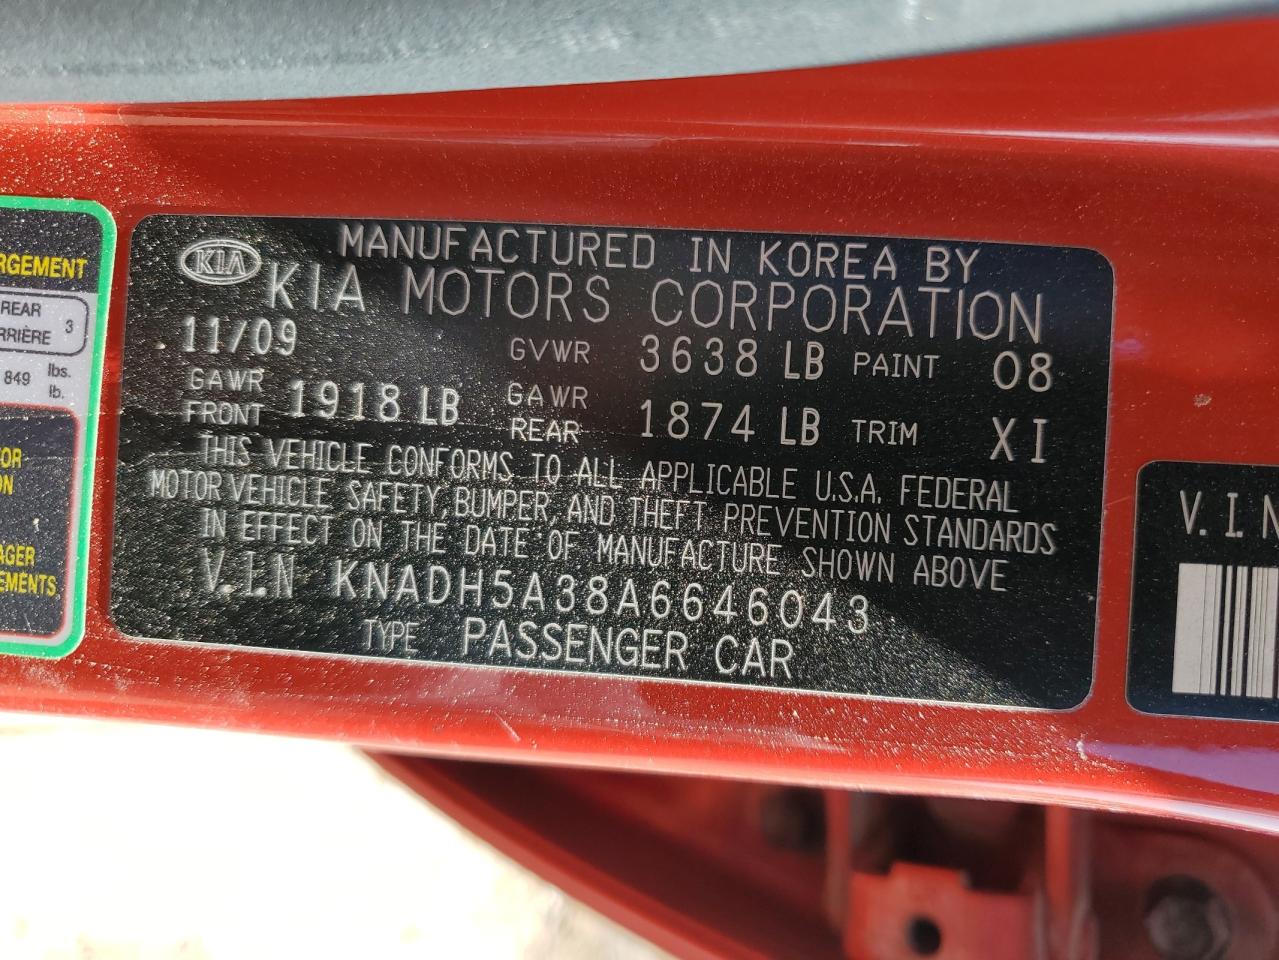 RGEMENT
REAR 3
RRIÈRE
849 lbs.
lb.
OR
ON
AGER
EMENTS
KIA
MANUFACTURED IN KOREA BY
KIA MOTORS CORPORATION
11/09 GVWR 3638 LB PAINT 08
GAWR FRONT 1918 LB GAWR REAR 1874 LB TRIM XI
THIS VEHICLE CONFORMS TO ALL APPLICABLE U.S.A. FEDERAL
MOTOR VEHICLE SAFETY, BUMPER, AND THEFT PREVENTION STANDARDS
IN EFFECT ON THE DATE OF MANUFACTURE SHOWN ABOVE
V.I.N KNADH5A38A6646043
TYPE PASSENGER CAR
V.I.N